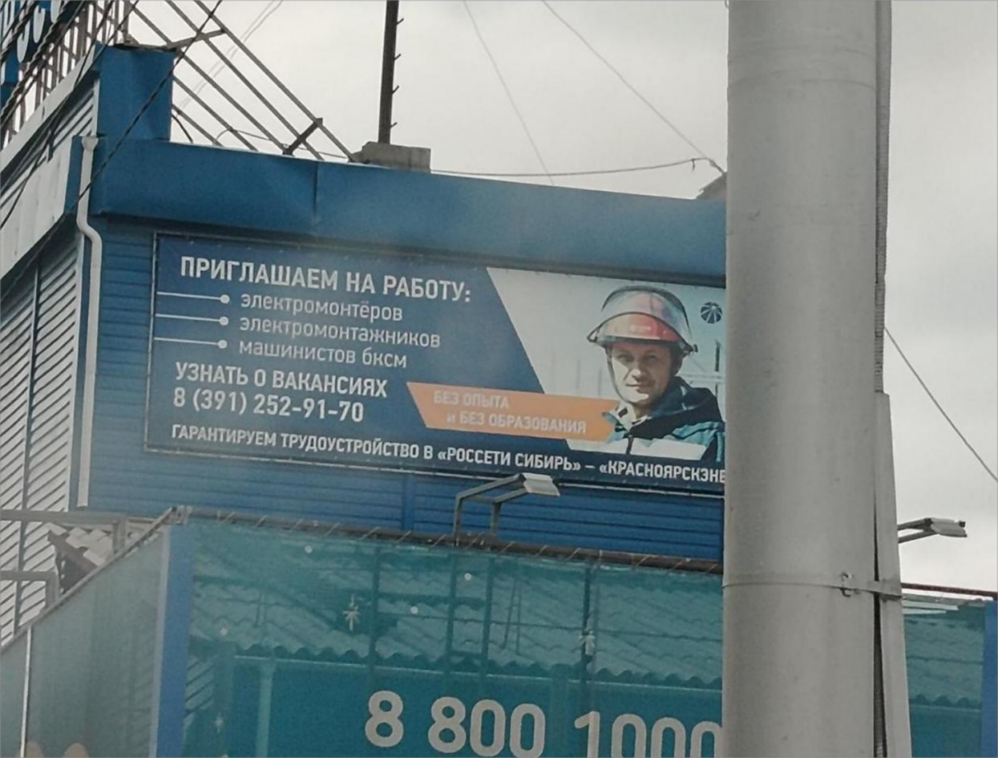 ПРИГЛАШАЕМ НА РАБОТУ:
электромонтёров
электромонтажников
машинистов бксм
УЗНАТЬ О ВАКАНСИЯХ
8 (391) 252-91-70
БЕЗ ОПЫТА
и БЕЗ ОБРАЗОВАНИЯ
ГАРАНТИРУЕМ ТРУДОУСТРОЙСТВО В «РОССЕТИ СИБИРЬ» – «КРАСНОЯРСКЭНЕ
8 800 1000